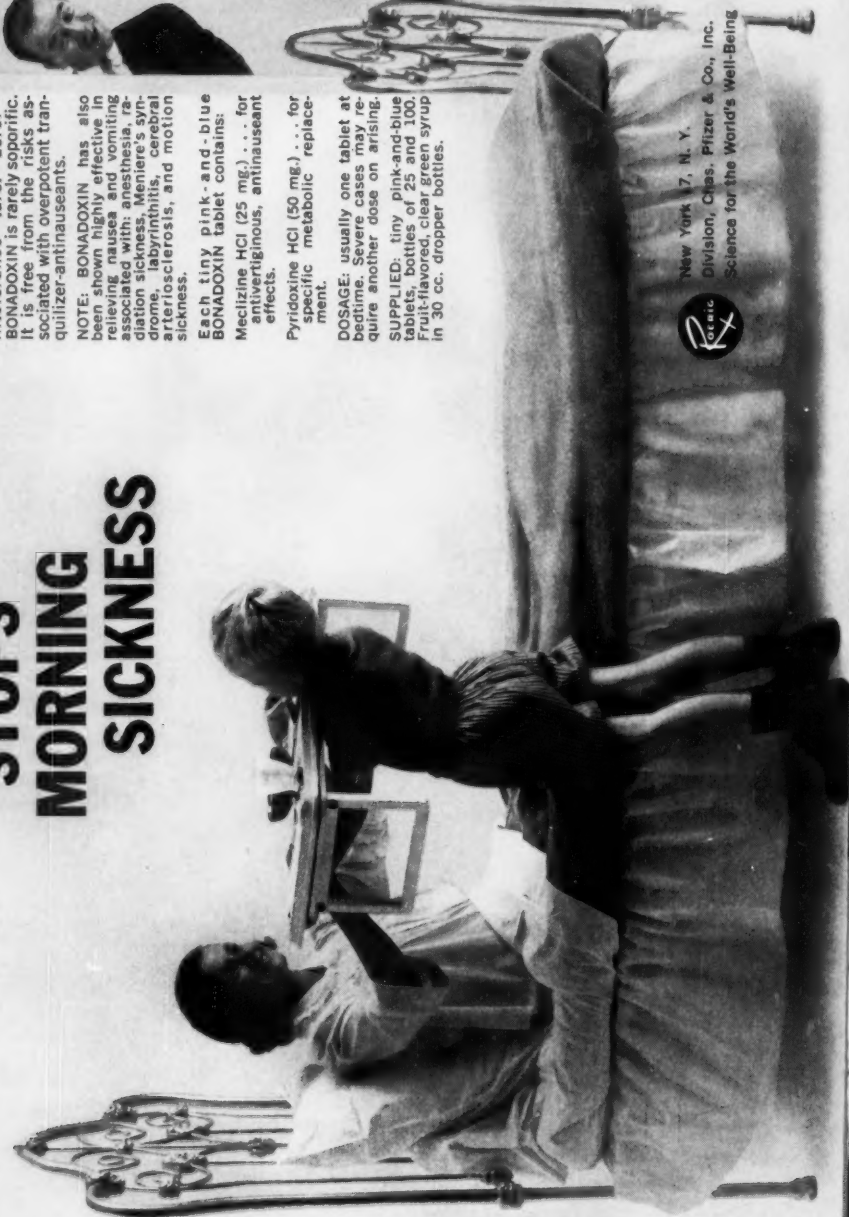 STOPS
MORNING
SICKNESS
BONADOXIN is rarely soporific.
It is free from the risks as-
sociated with overpotent tran-
quilizer-antinauseants.
NOTE: BONADOXIN has also
been shown highly effective in
relieving nausea and vomiting
associated with: anesthesia, ra-
diation sickness, Meniere's syn-
drome, labyrinthitis, cerebral
arteriosclerosis, and motion
sickness.
Each tiny pink-and-blue
BONADOXIN tablet contains:
Meclizine HCl (25 mg.) . . . for
antivertiginous, antinauseant
effects.
Pyridoxine HCl (50 mg.) . . . for
specific metabolic replace-
ment.
DOSAGE: usually one tablet at
bedtime. Severe cases may re-
quire another dose on arising.
SUPPLIED: tiny pink-and-blue
tablets, bottles of 25 and 100.
Fruit-flavored, clear green syrup
in 30 cc. dropper bottles.
ROERIG
New York 17, N. Y.
Division, Chas. Pfizer & Co., Inc.
Science for the World's Well-Being